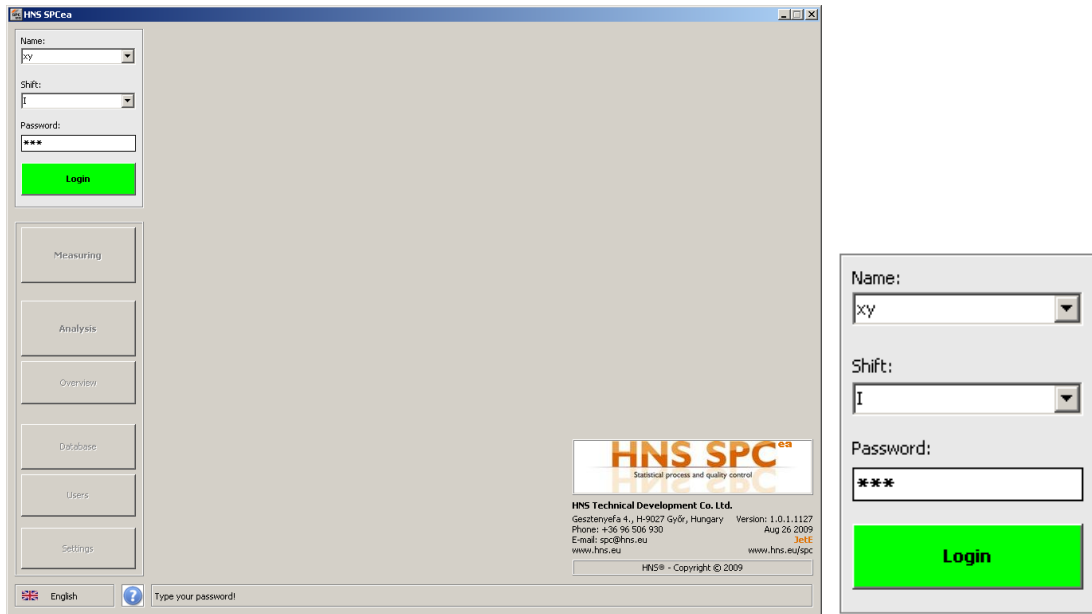 HNS SPCea
Name:
xy
Shift:
I
Password:
***
Login
Measuring
Analysis
Overview
Database
Users
Settings
HNS SPC ea
Statistical process and quality control
HNS Technical Development Co. Ltd.
Gesztenyefa 4., H-9027 Győr, Hungary Version: 1.0.1.1127
Phone: +36 96 506 930 Aug 26 2009
E-mail: spc@hns.eu JetE
www.hns.eu www.hns.eu/spc
HNS® - Copyright © 2009
English ? Type your password!
Name:
xy
Shift:
I
Password:
***
Login